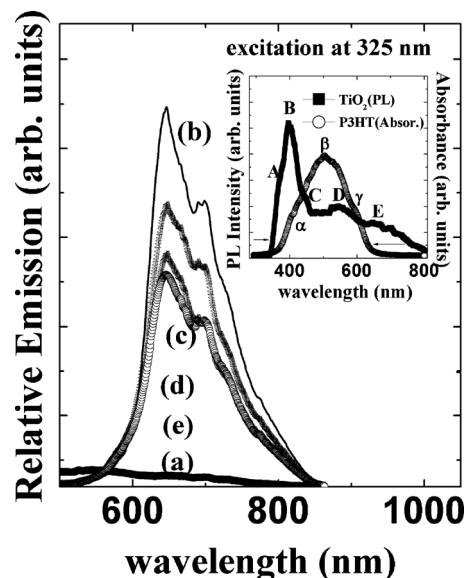 excitation at 325 nm
TiO2(PL)
P3HT(Absor.)
PL Intensity (arb. units)
Absorbance (arb. units)
A
B
C
D
E
α
β
γ
400
600
800
wavelength (nm)
Relative Emission (arb. units)
(b)
(c)
(d)
(e)
(a)
600
800
1000
wavelength (nm)